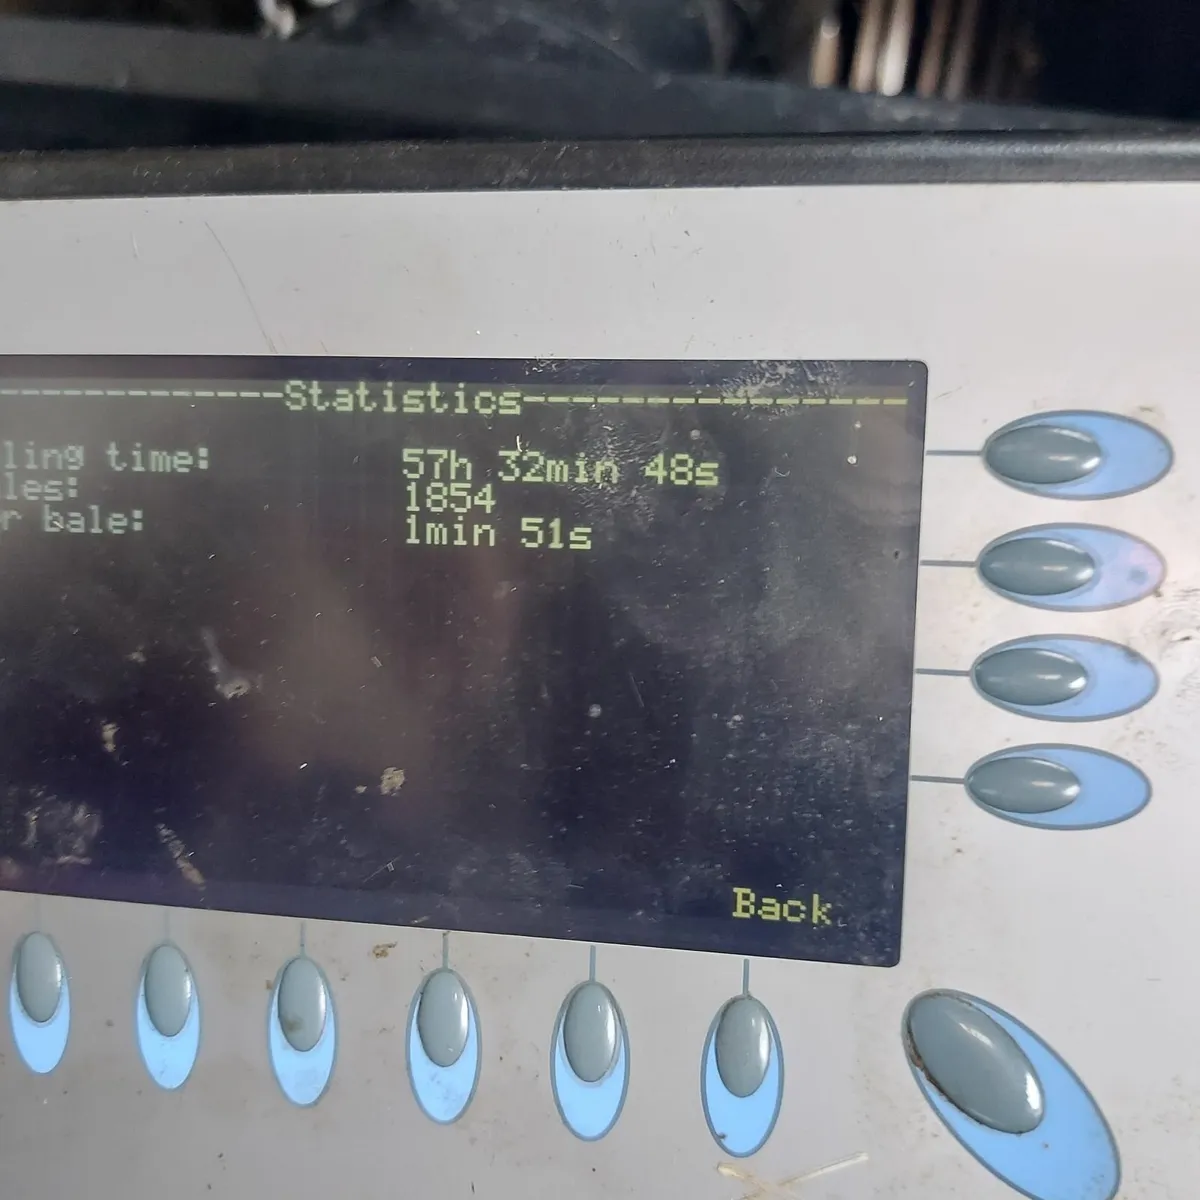 ------------Statistics----------------
ling time: 57h 32min 48s
les: 1854
r bale: 1min 51s
Back